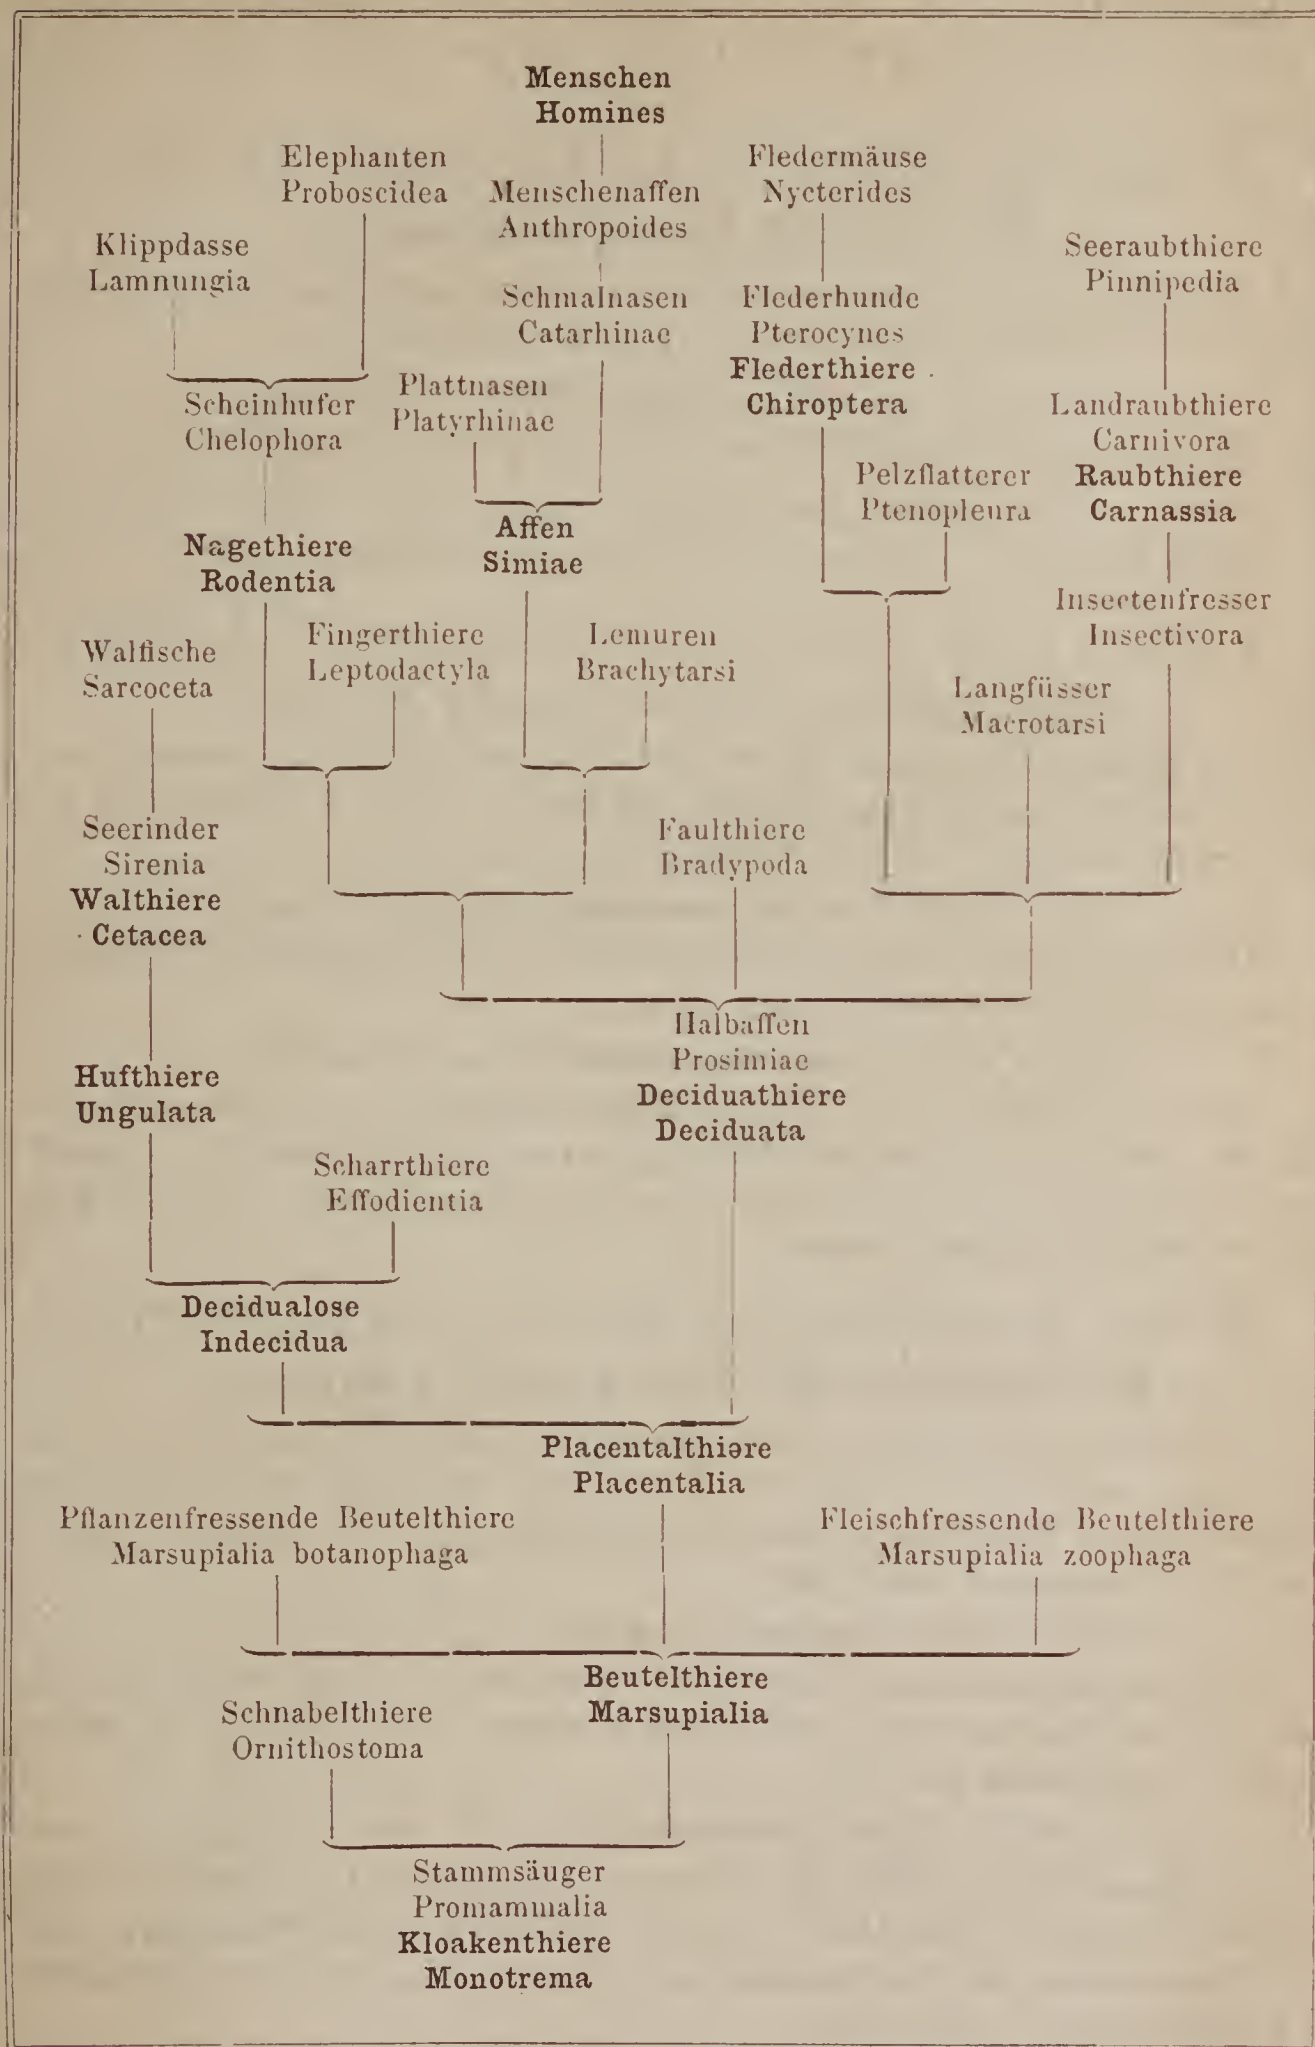 Menschen
Homines
Elephanten
Proboscidea
Menschenaffen
Anthropoides
Fledermäuse
Nycterides
Klippdasse
Lamnungia
Seeraubthiere
Pinnipedia
Schmalnasen
Catarhinae
Flederhunde
Pterocynes
Flederthiere
Chiroptera
Plattnasen
Platyrhinae
Scheinhufer
Chelophora
Landraubthiere
Carnivora
Raubthiere
Carnassia
Pelzflatterer
Ptenopleura
Affen
Simiae
Nagethiere
Rodentia
Insectenfresser
Insectivora
Walfische
Sarcoceta
Fingerthiere
Leptodactyla
Lemuren
Brachytarsi
Langfüsser
Macrotarsi
Seerinder
Sirenia
Walthiere
Cetacea
Faulthiere
Bradypoda
Halbaffen
Prosimiae
Deciduathiere
Deciduata
Hufthiere
Ungulata
Scharrthiere
Effodientia
Decidualose
Indecidua
Placentalthiere
Placentalia
Pflanzenfressende Beutelthiere
Marsupialia botanophaga
Fleischfressende Beutelthiere
Marsupialia zoophaga
Beutelthiere
Marsupialia
Schnabelthiere
Ornithostoma
Stammsäuger
Promammalia
Kloakenthiere
Monotrema